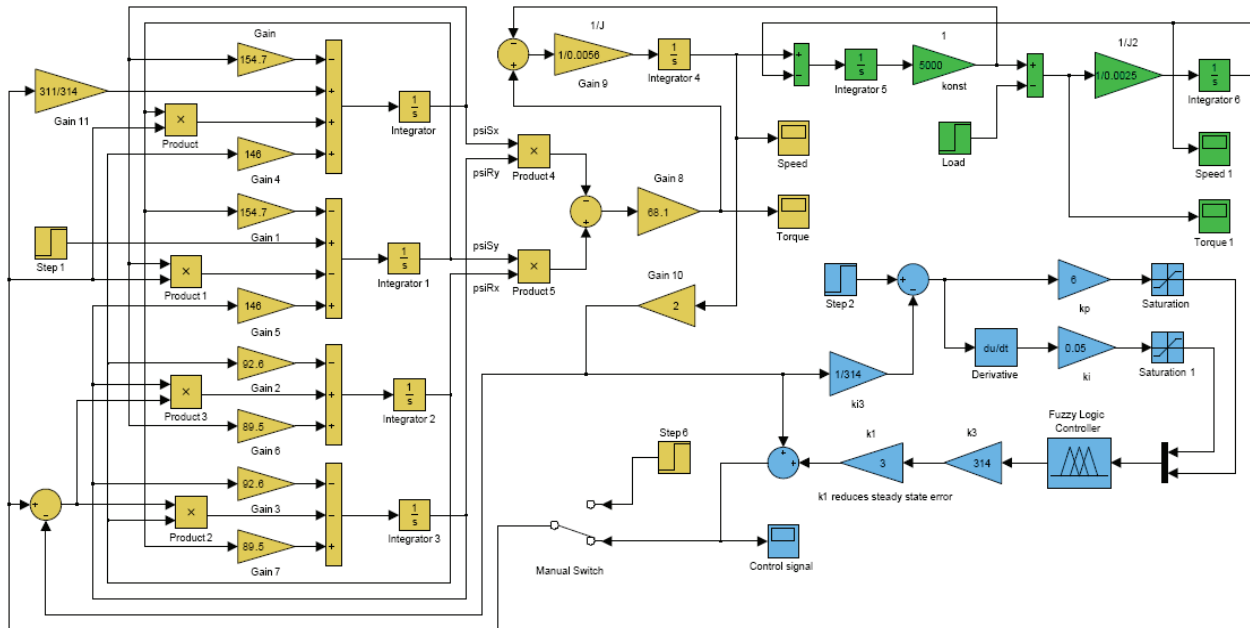 Gain
154.7
311/314
Gain 11
×
Product
146
Gain 4
1/s
Integrator
154.7
Gain 1
Step 1
×
Product 1
146
Gain 5
1/s
Integrator 1
92.6
Gain 2
×
Product 3
89.5
Gain 6
1/s
Integrator 2
92.6
Gain 3
×
Product 2
89.5
Gain 7
1/s
Integrator 3
psiSx
psiRy
×
Product 4
psiSy
psiRx
×
Product 5
Gain 8
68.1
1/J
1/0.0056
Gain 9
1/s
Integrator 4
Speed
Torque
Gain 10
2
1/s
Integrator 5
1
5000
konst
Load
1/J2
1/0.0025
1/s
Integrator 6
Speed 1
Torque 1
Step 2
6
kp
Saturation
du/dt
Derivative
0.05
ki
Saturation 1
1/314
ki3
Fuzzy Logic
Controller
k3
314
k1
3
k1 reduces steady state error
Step 6
Manual Switch
Control signal